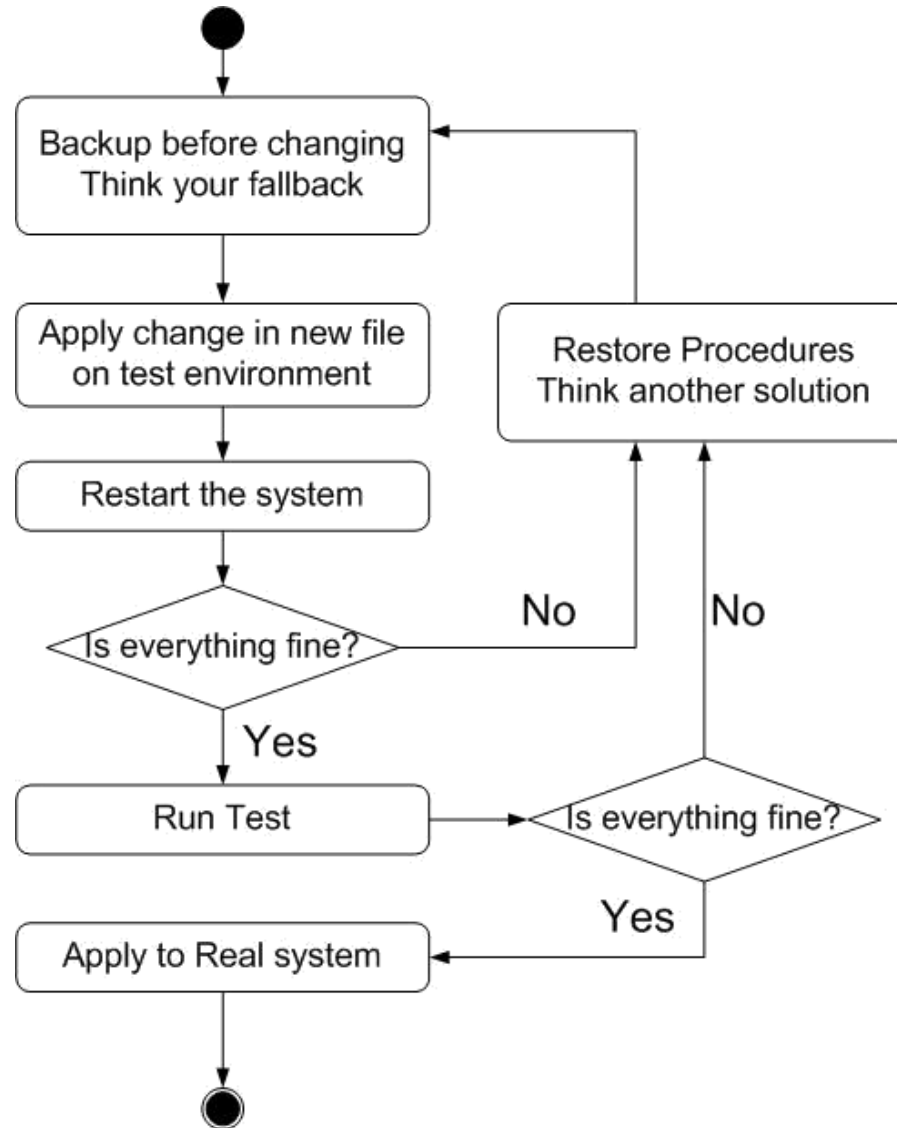 Backup before changing
Think your fallback
Apply change in new file
on test environment
Restore Procedures
Think another solution
Restart the system
Is everything fine?
No
No
Yes
Run Test
Is everything fine?
Yes
Apply to Real system